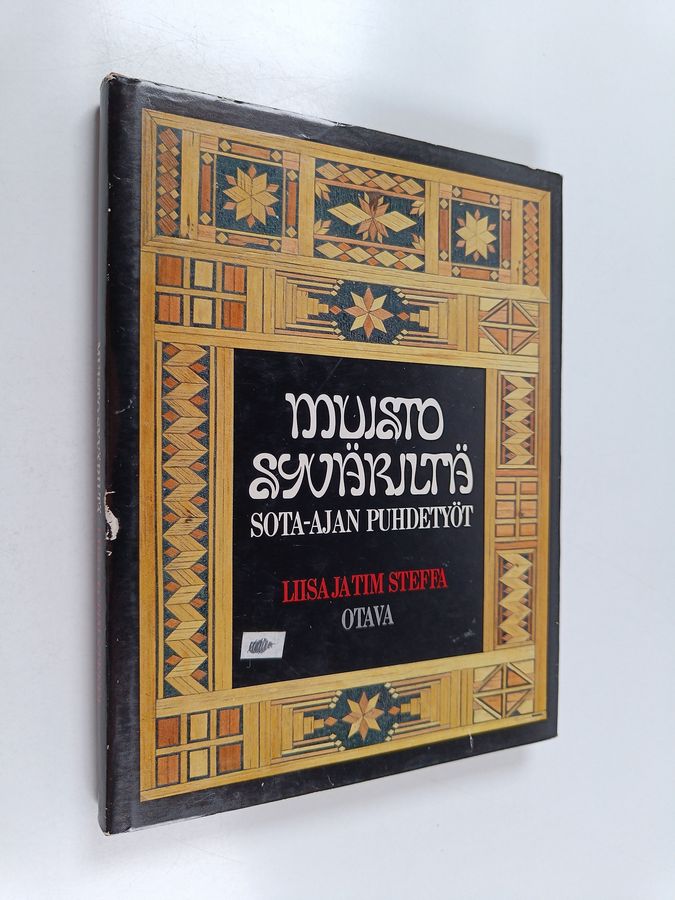 MUISTO
SYVÄRILTÄ
SOTA-AJAN PUHDETYÖT
LIISA JA TIM STEFFA
OTAVA